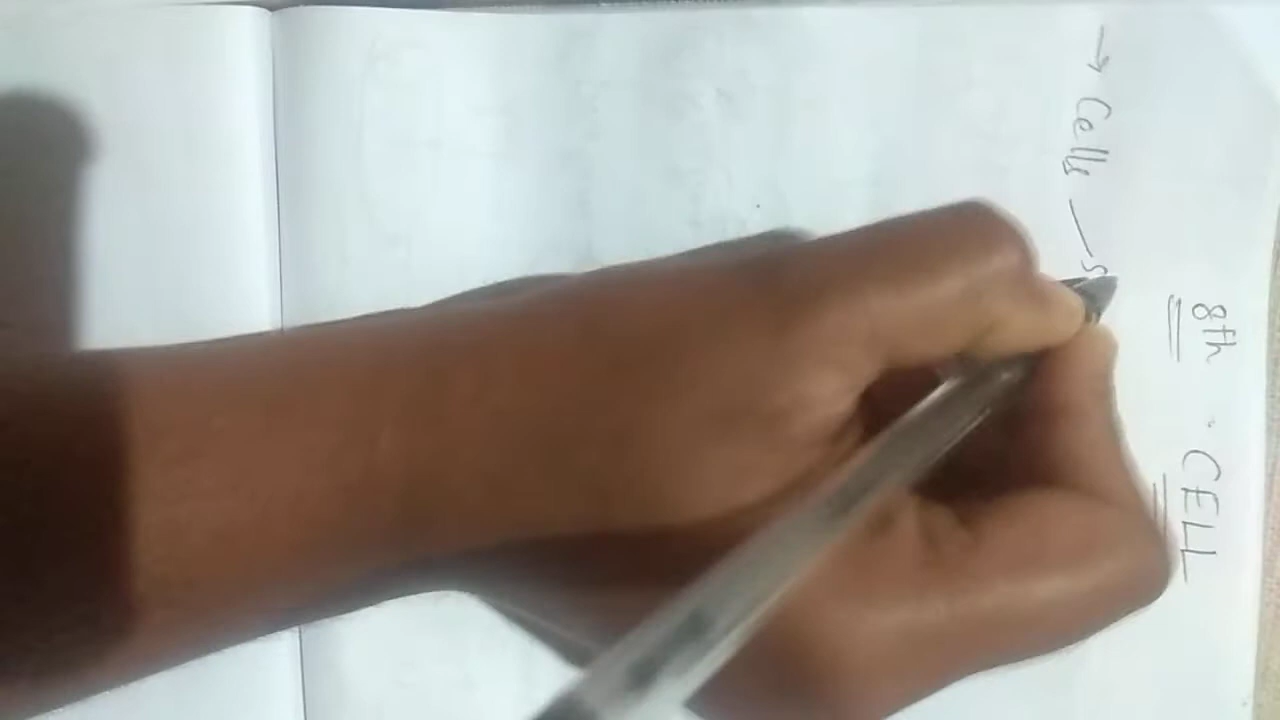 8th . CELL
→ Cells — s